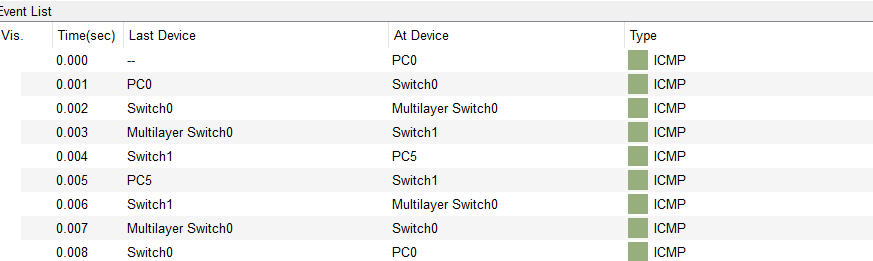 Event List
Vis. Time(sec) Last Device At Device Type
0.000 -- PC0 ICMP
0.001 PC0 Switch0 ICMP
0.002 Switch0 Multilayer Switch0 ICMP
0.003 Multilayer Switch0 Switch1 ICMP
0.004 Switch1 PC5 ICMP
0.005 PC5 Switch1 ICMP
0.006 Switch1 Multilayer Switch0 ICMP
0.007 Multilayer Switch0 Switch0 ICMP
0.008 Switch0 PC0 ICMP